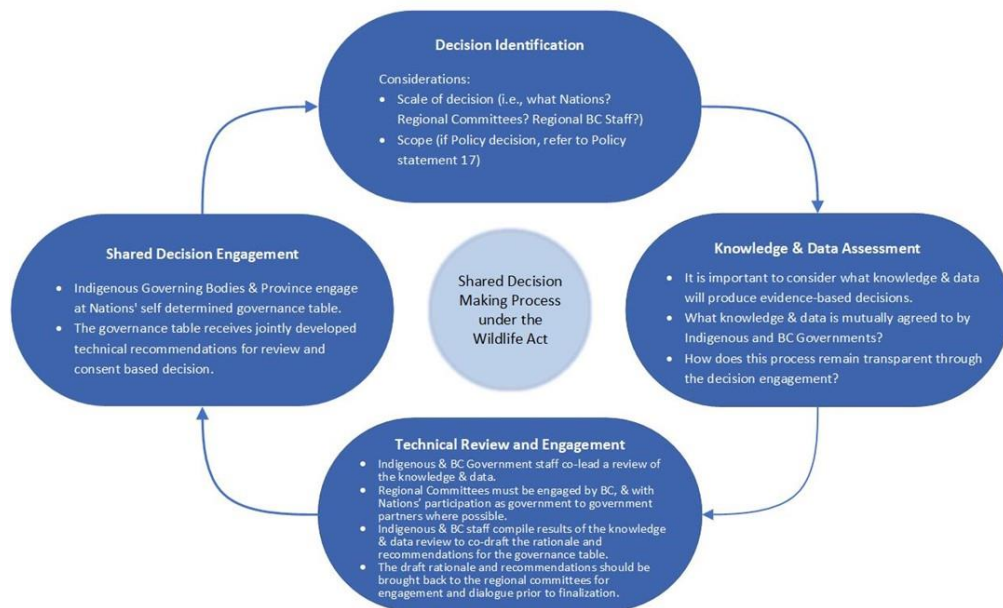 Decision Identification
Considerations:
• Scale of decision (i.e., what Nations?
Regional Committees? Regional BC Staff?)
• Scope (if Policy decision, refer to Policy
statement 17)
Shared Decision Engagement
• Indigenous Governing Bodies & Province engage
at Nations' self determined governance table.
• The governance table receives jointly developed
technical recommendations for review and
consent based decision.
Shared Decision
Making Process
under the
Wildlife Act
Knowledge & Data Assessment
• It is important to consider what knowledge & data
will produce evidence-based decisions.
• What knowledge & data is mutually agreed to by
Indigenous and BC Governments?
• How does this process remain transparent through
the decision engagement?
Technical Review and Engagement
• Indigenous & BC Government staff co-lead a review of
the knowledge & data.
• Regional Committees must be engaged by BC, & with
Nations' participation as government to government
partners where possible.
• Indigenous & BC staff compile results of the knowledge
& data review to co-draft the rationale and
recommendations for the governance table.
• The draft rationale and recommendations should be
brought back to the regional committees for
engagement and dialogue prior to finalization.